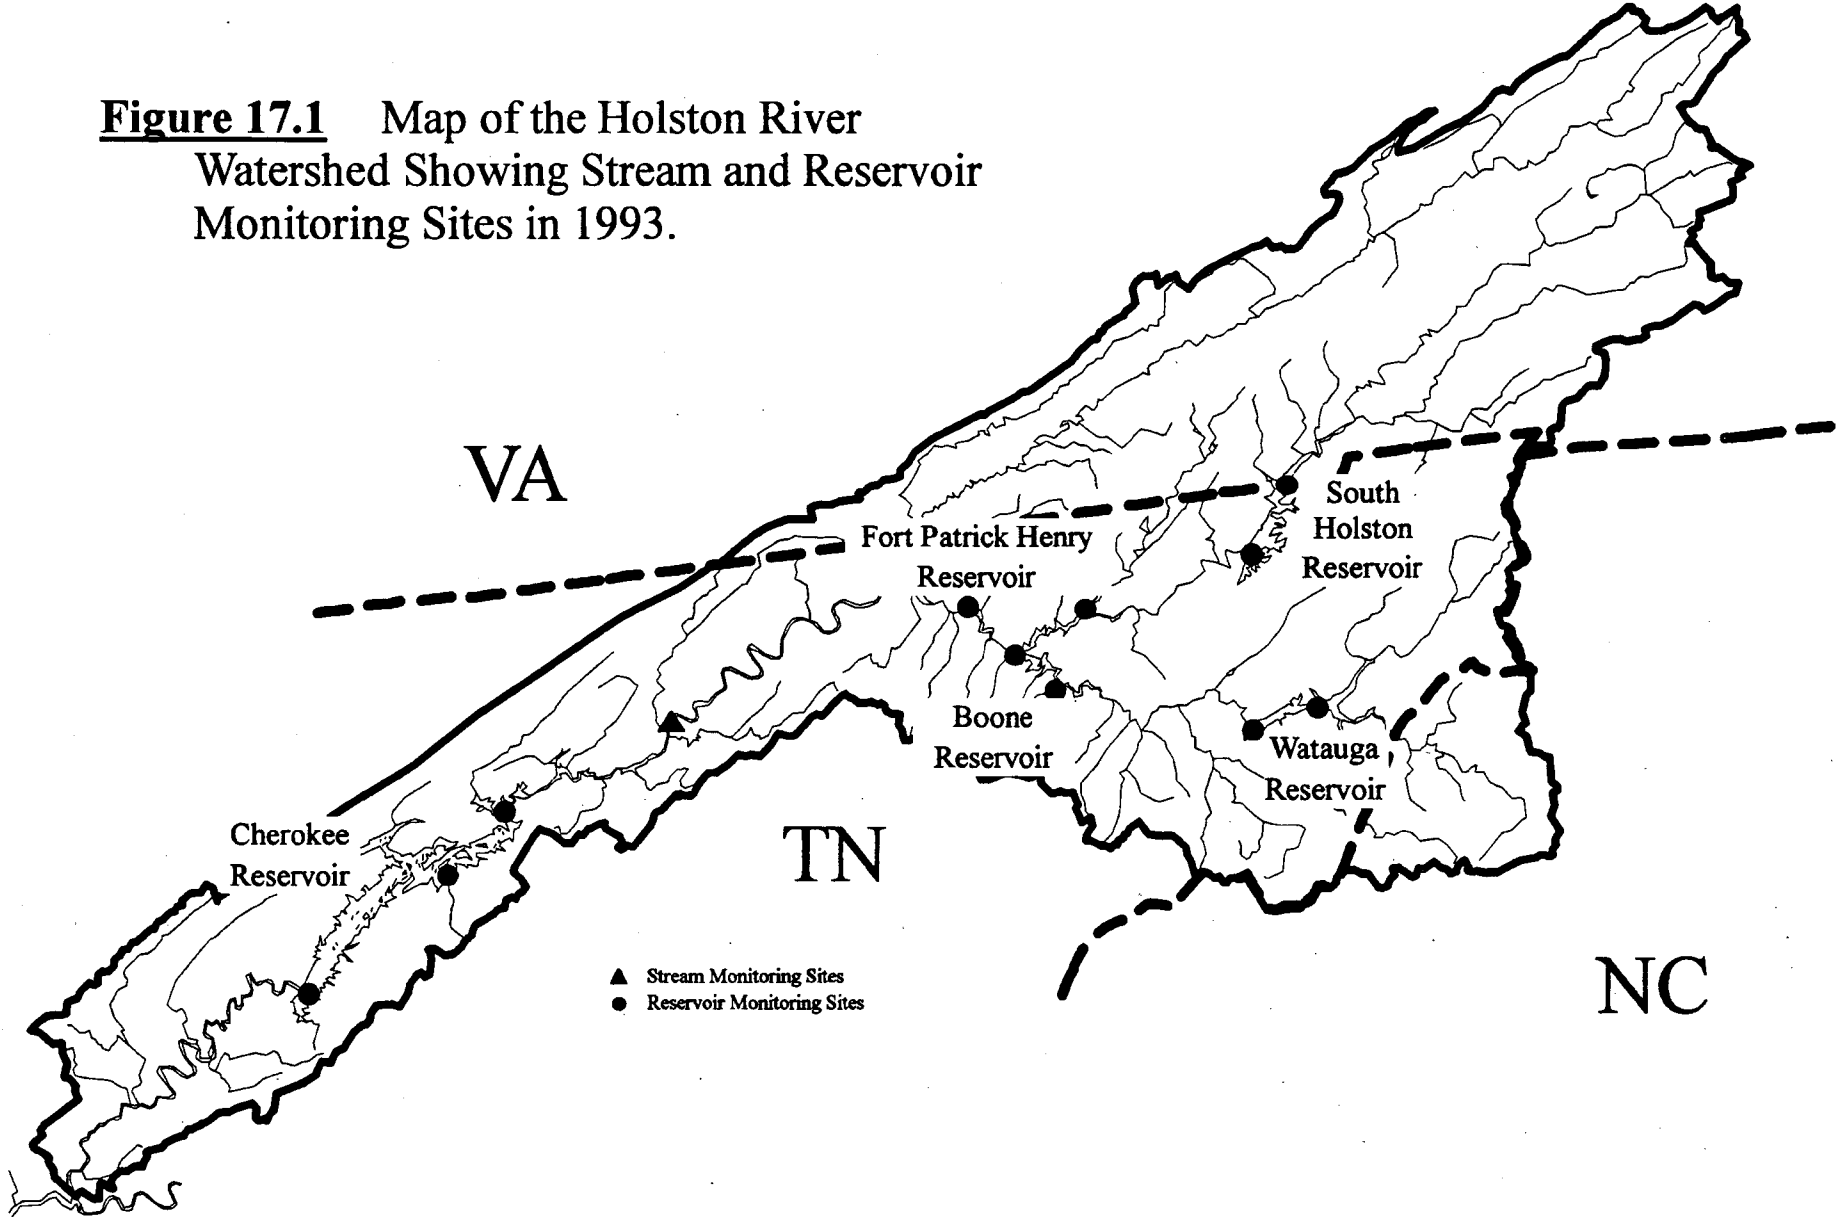 Figure 17.1 Map of the Holston River
Watershed Showing Stream and Reservoir
Monitoring Sites in 1993.
VA
South
Holston
Reservoir
Fort Patrick Henry
Reservoir
Boone
Reservoir
Watauga
Reservoir
Cherokee
Reservoir
TN
NC
Stream Monitoring Sites
Reservoir Monitoring Sites